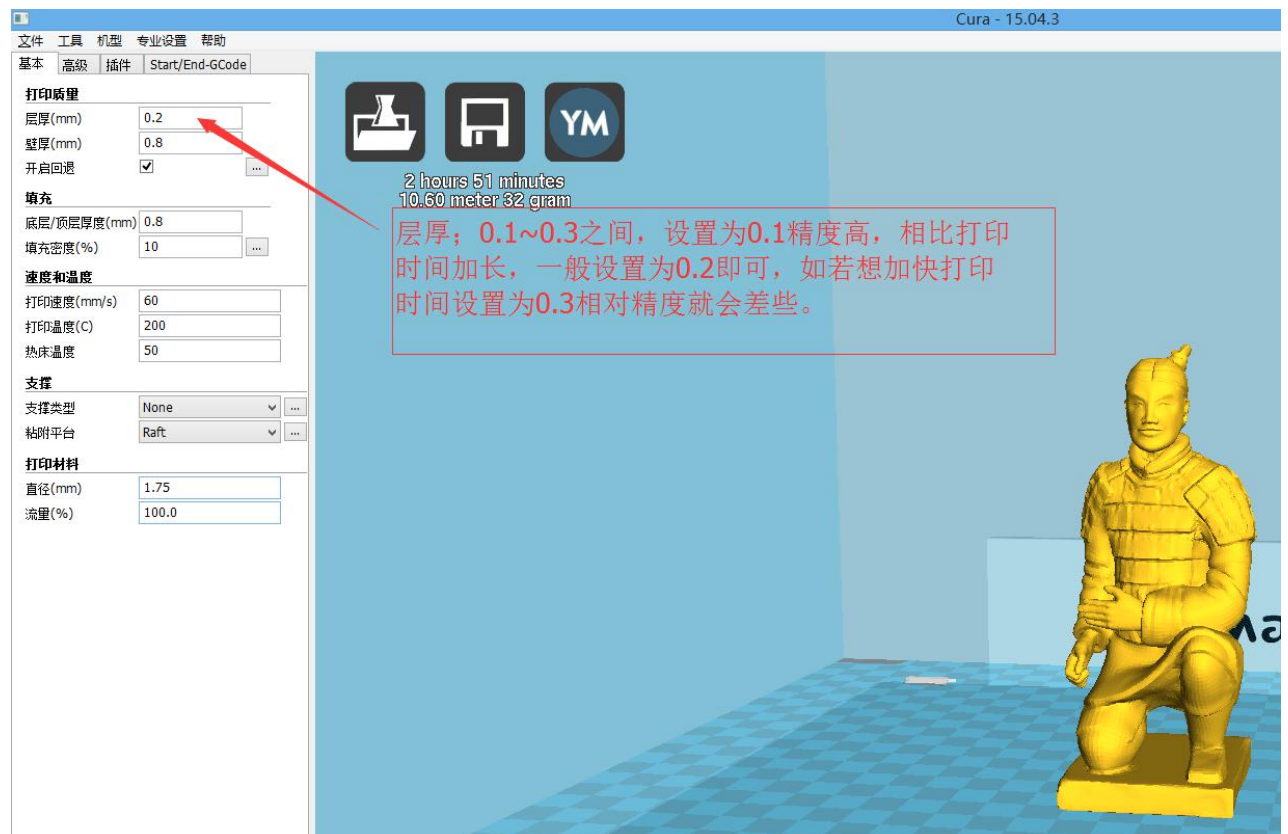 Cura - 15.04.3
文件 工具 机型 专业设置 帮助
基本 高级 插件 Start/End-GCode
打印质量
层厚(mm) 0.2
壁厚(mm) 0.8
开启回退 ...
填充
底层/顶层厚度(mm) 0.8
填充密度(%) 10 ...
速度和温度
打印速度(mm/s) 60
打印温度(C) 200
热床温度 50
支撑
支撑类型 None ...
粘附平台 Raft ...
打印材料
直径(mm) 1.75
流量(%) 100.0
YM
2 hours 51 minutes
10.60 meter 32 gram
层厚；0.1~0.3之间，设置为0.1精度高，相比打印
时间加长，一般设置为0.2即可，如若想加快打印
时间设置为0.3相对精度就会差些。